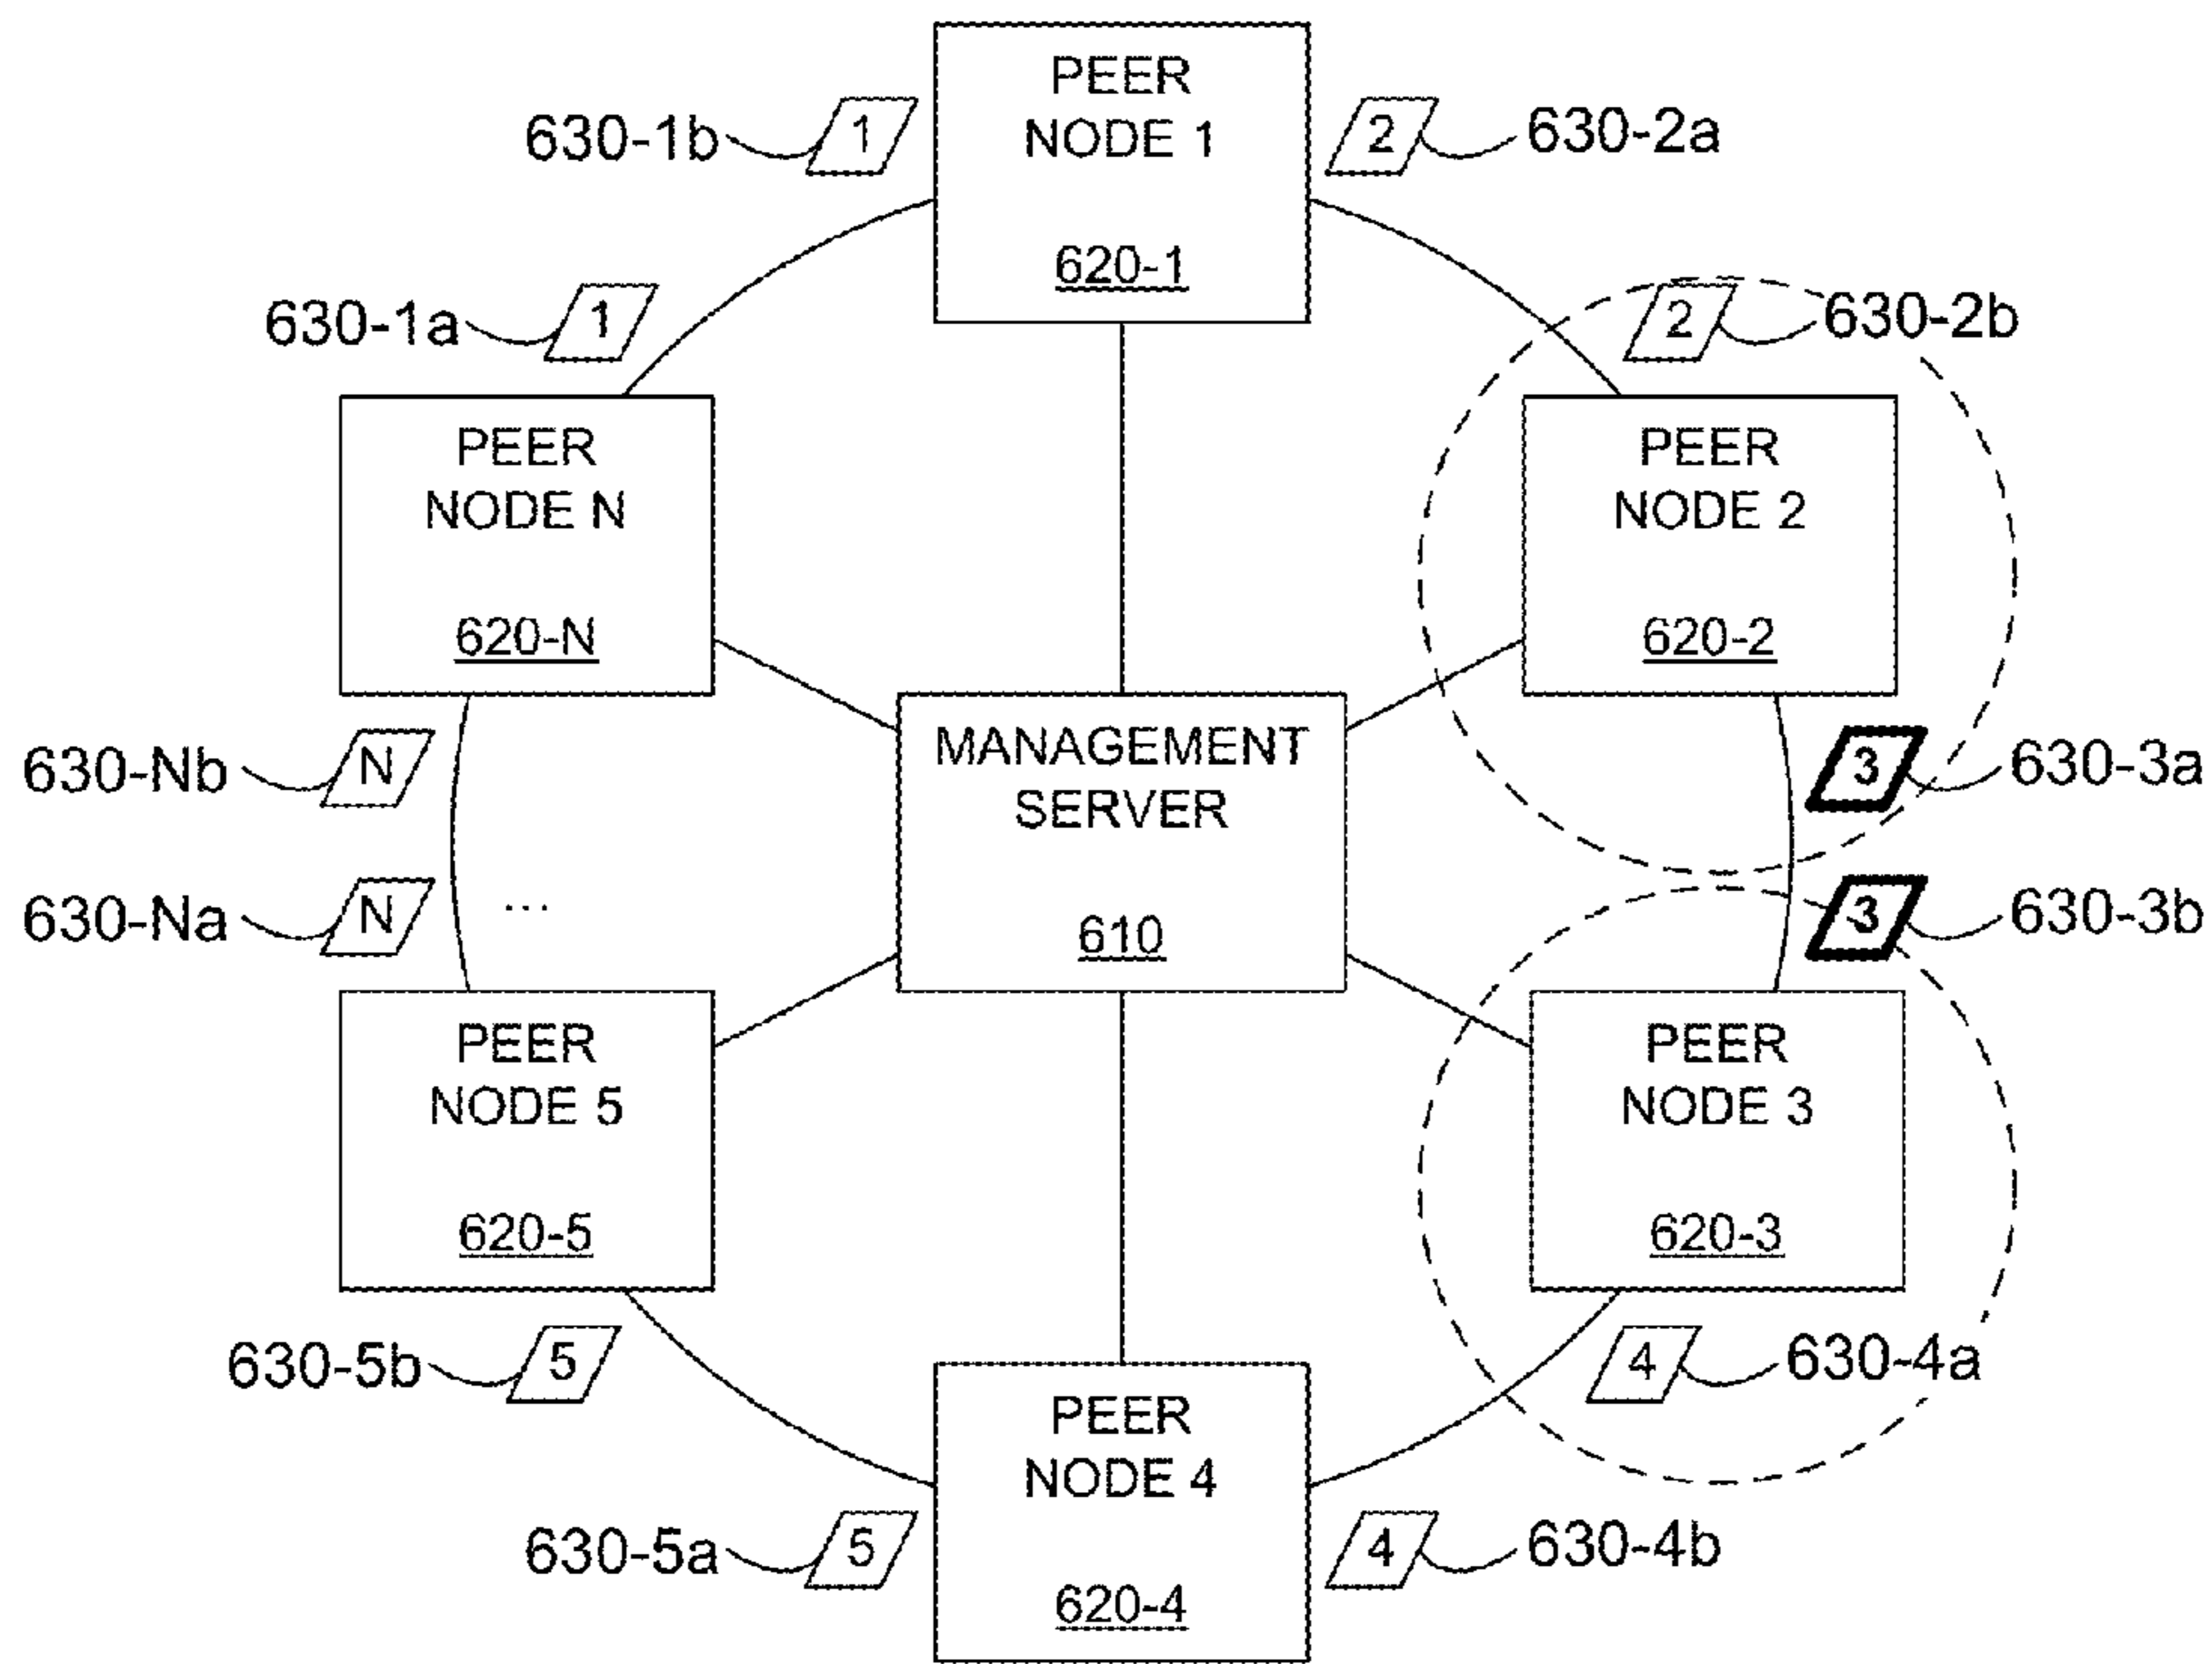 PEER
NODE 1
620-1
630-1b
1
2
630-2a
630-1a
1
2
630-2b
PEER
NODE N
620-N
PEER
NODE 2
620-2
630-Nb
N
MANAGEMENT
SERVER
610
3
630-3a
630-Na
N
...
3
630-3b
PEER
NODE 5
620-5
PEER
NODE 3
620-3
630-5b
5
4
630-4a
PEER
NODE 4
620-4
630-5a
5
4
630-4b